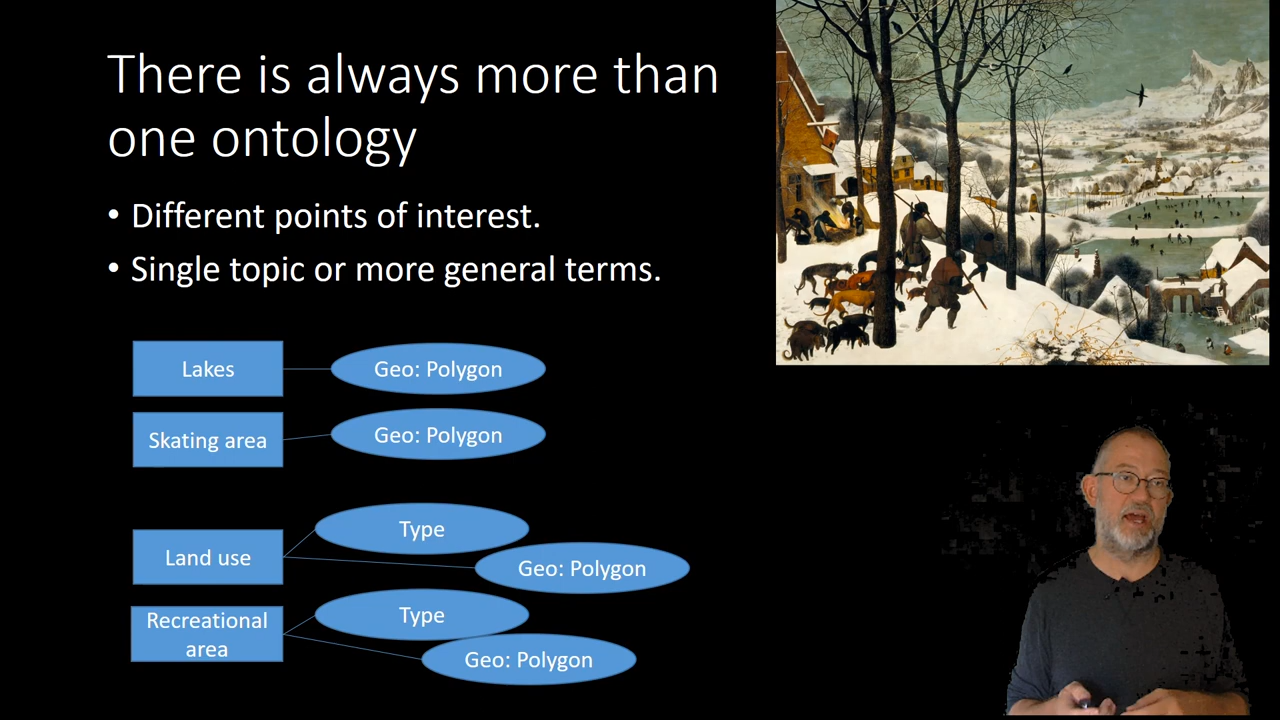 There is always more than
one ontology
• Different points of interest.
• Single topic or more general terms.
Lakes
Geo: Polygon
Skating area
Geo: Polygon
Land use
Type
Geo: Polygon
Recreational
area
Type
Geo: Polygon